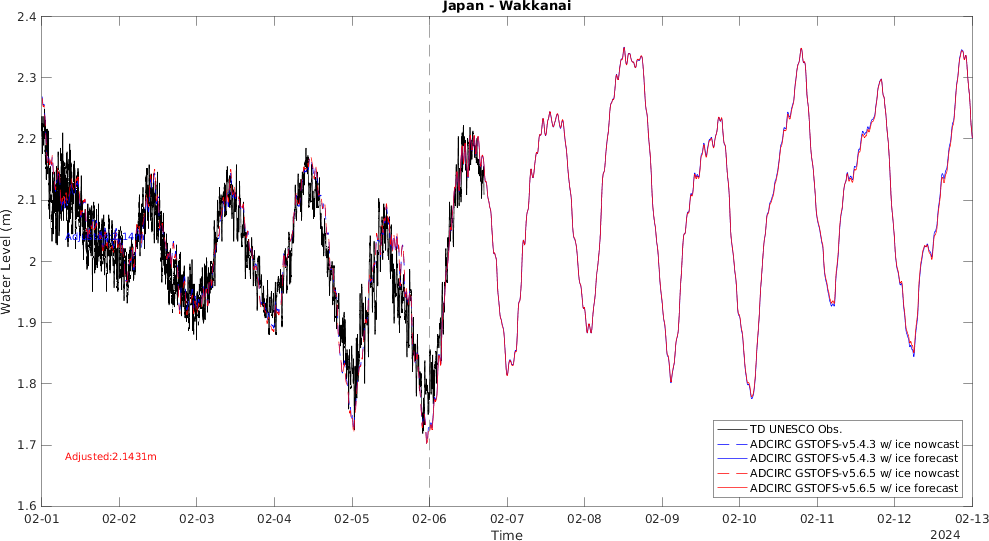 Japan - Wakkanai
2.4
2.3
2.2
2.1
2
1.9
1.8
1.7
1.6
Water Level (m)
Adjusted:2.1431m
TD UNESCO Obs.
ADCIRC GSTOFS-v5.4.3 w/ ice nowcast
ADCIRC GSTOFS-v5.4.3 w/ ice forecast
ADCIRC GSTOFS-v5.6.5 w/ ice nowcast
ADCIRC GSTOFS-v5.6.5 w/ ice forecast
02-01 02-02 02-03 02-04 02-05 02-06 02-07 02-08 02-09 02-10 02-11 02-12 02-13
Time
2024